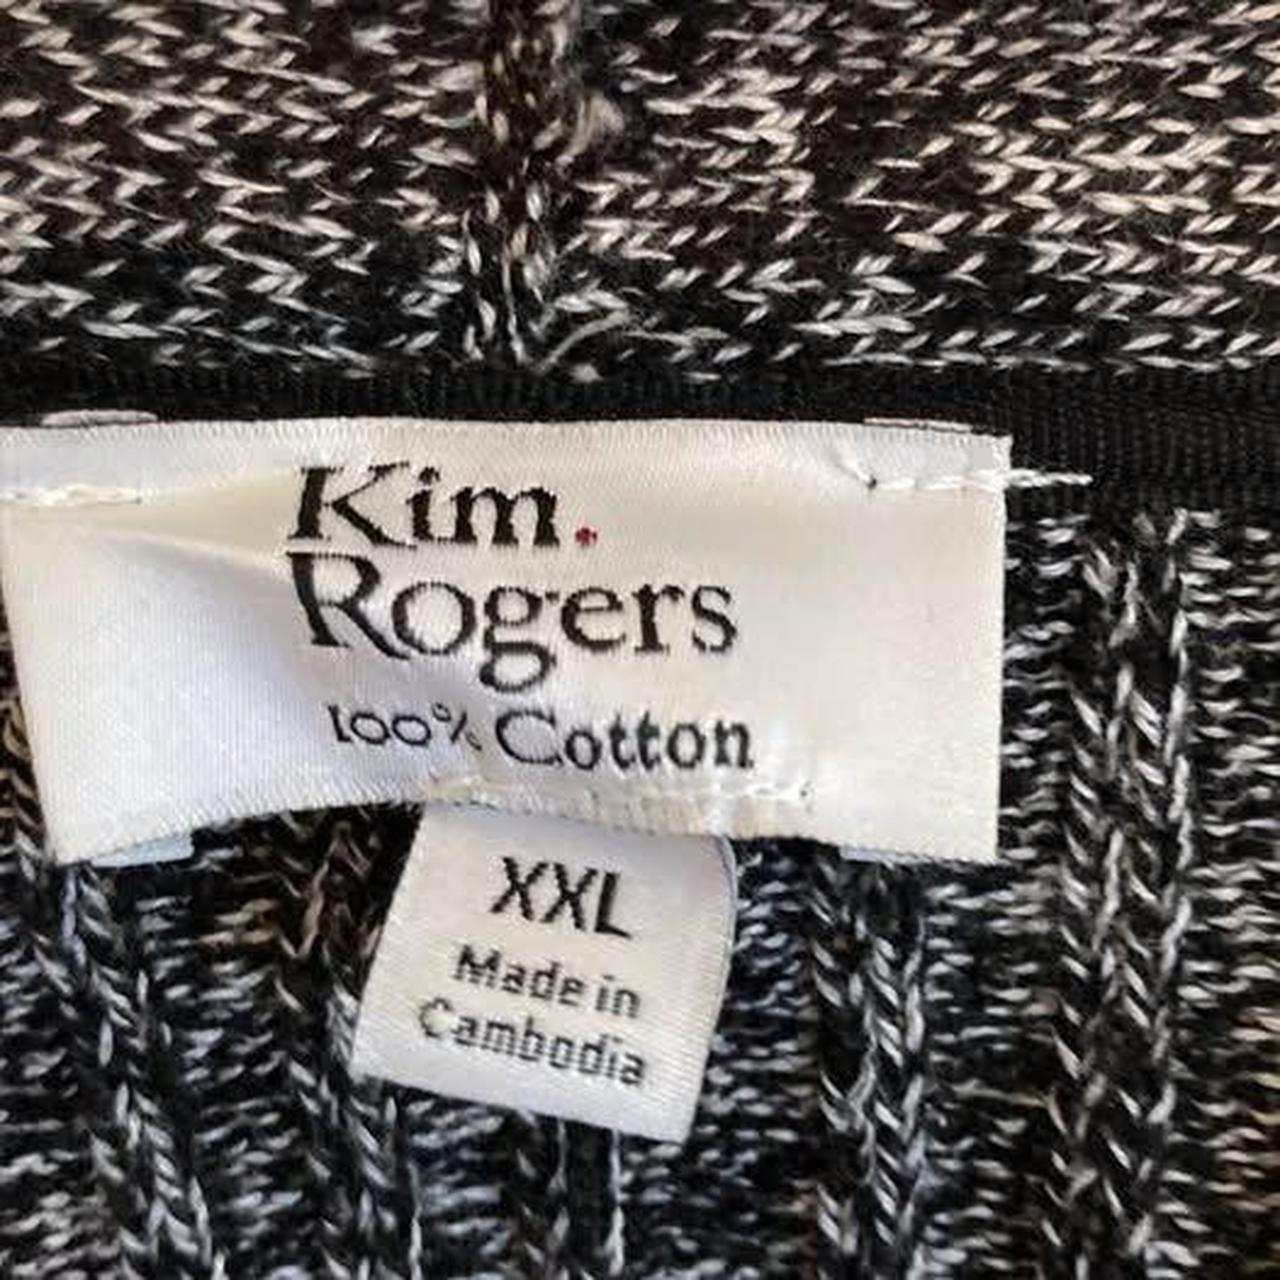 Kim.
Rogers
100% Cotton
XXL
Made in
Cambodia